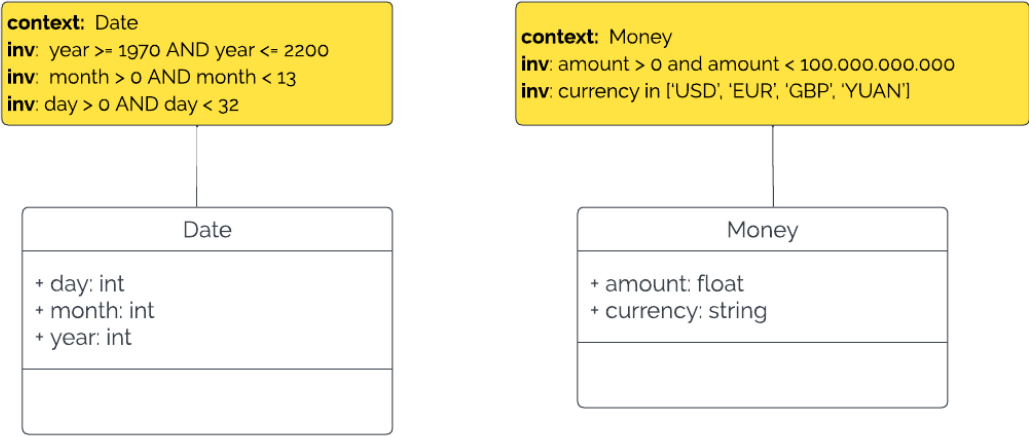 context: Date
inv: year >= 1970 AND year <= 2200
inv: month > 0 AND month < 13
inv: day > 0 AND day < 32
context: Money
inv: amount > 0 and amount < 100.000.000.000
inv: currency in [‘USD’, ‘EUR’, ‘GBP’, ‘YUAN’]
Date
+ day: int
+ month: int
+ year: int
Money
+ amount: float
+ currency: string